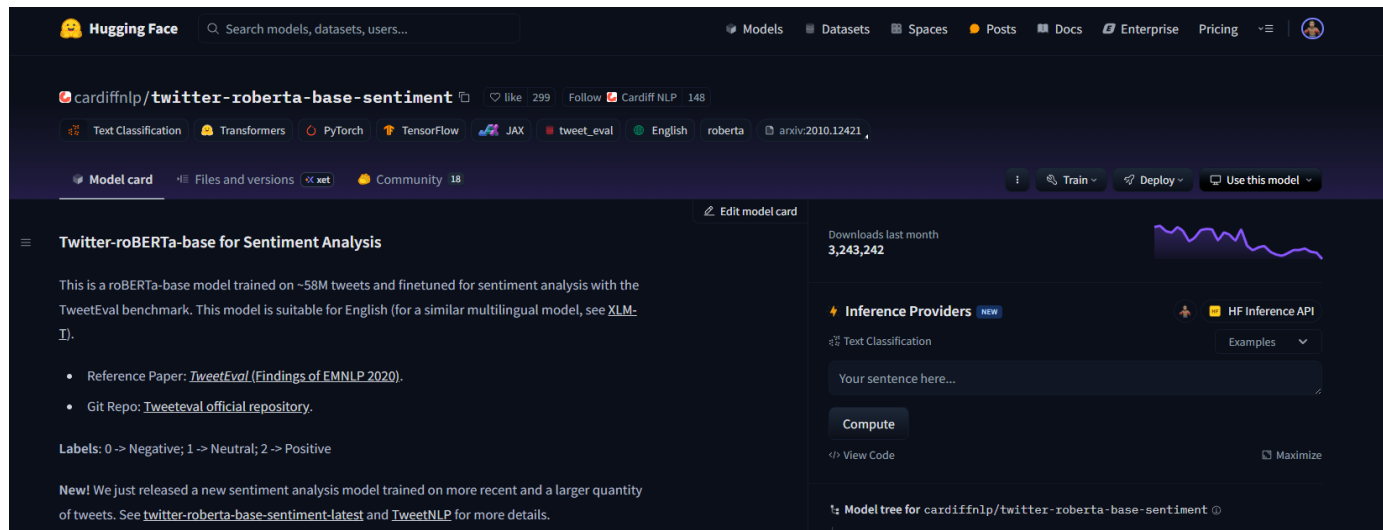 Hugging Face
Search models, datasets, users...
Models
Datasets
Spaces
Posts
Docs
Enterprise
Pricing
cardiffnlp/twitter-roberta-base-sentiment
like 299
Follow Cardiff NLP 148
Text Classification
Transformers
PyTorch
TensorFlow
JAX
tweet_eval
English
roberta
arxiv:2010.12421
Model card
Files and versions xet
Community 18
Train
Deploy
Use this model
Edit model card
Twitter-roBERTa-base for Sentiment Analysis
This is a roBERTa-base model trained on ~58M tweets and finetuned for sentiment analysis with the
TweetEval benchmark. This model is suitable for English (for a similar multilingual model, see XLM-
T).
Reference Paper: TweetEval (Findings of EMNLP 2020).
Git Repo: Tweeteval official repository.
Labels: 0 -> Negative; 1 -> Neutral; 2 -> Positive
New! We just released a new sentiment analysis model trained on more recent and a larger quantity
of tweets. See twitter-roberta-base-sentiment-latest and TweetNLP for more details.
Downloads last month
3,243,242
Inference Providers NEW
HF HF Inference API
Text Classification
Examples
Your sentence here...
Compute
</> View Code
Maximize
Model tree for cardiffnlp/twitter-roberta-base-sentiment